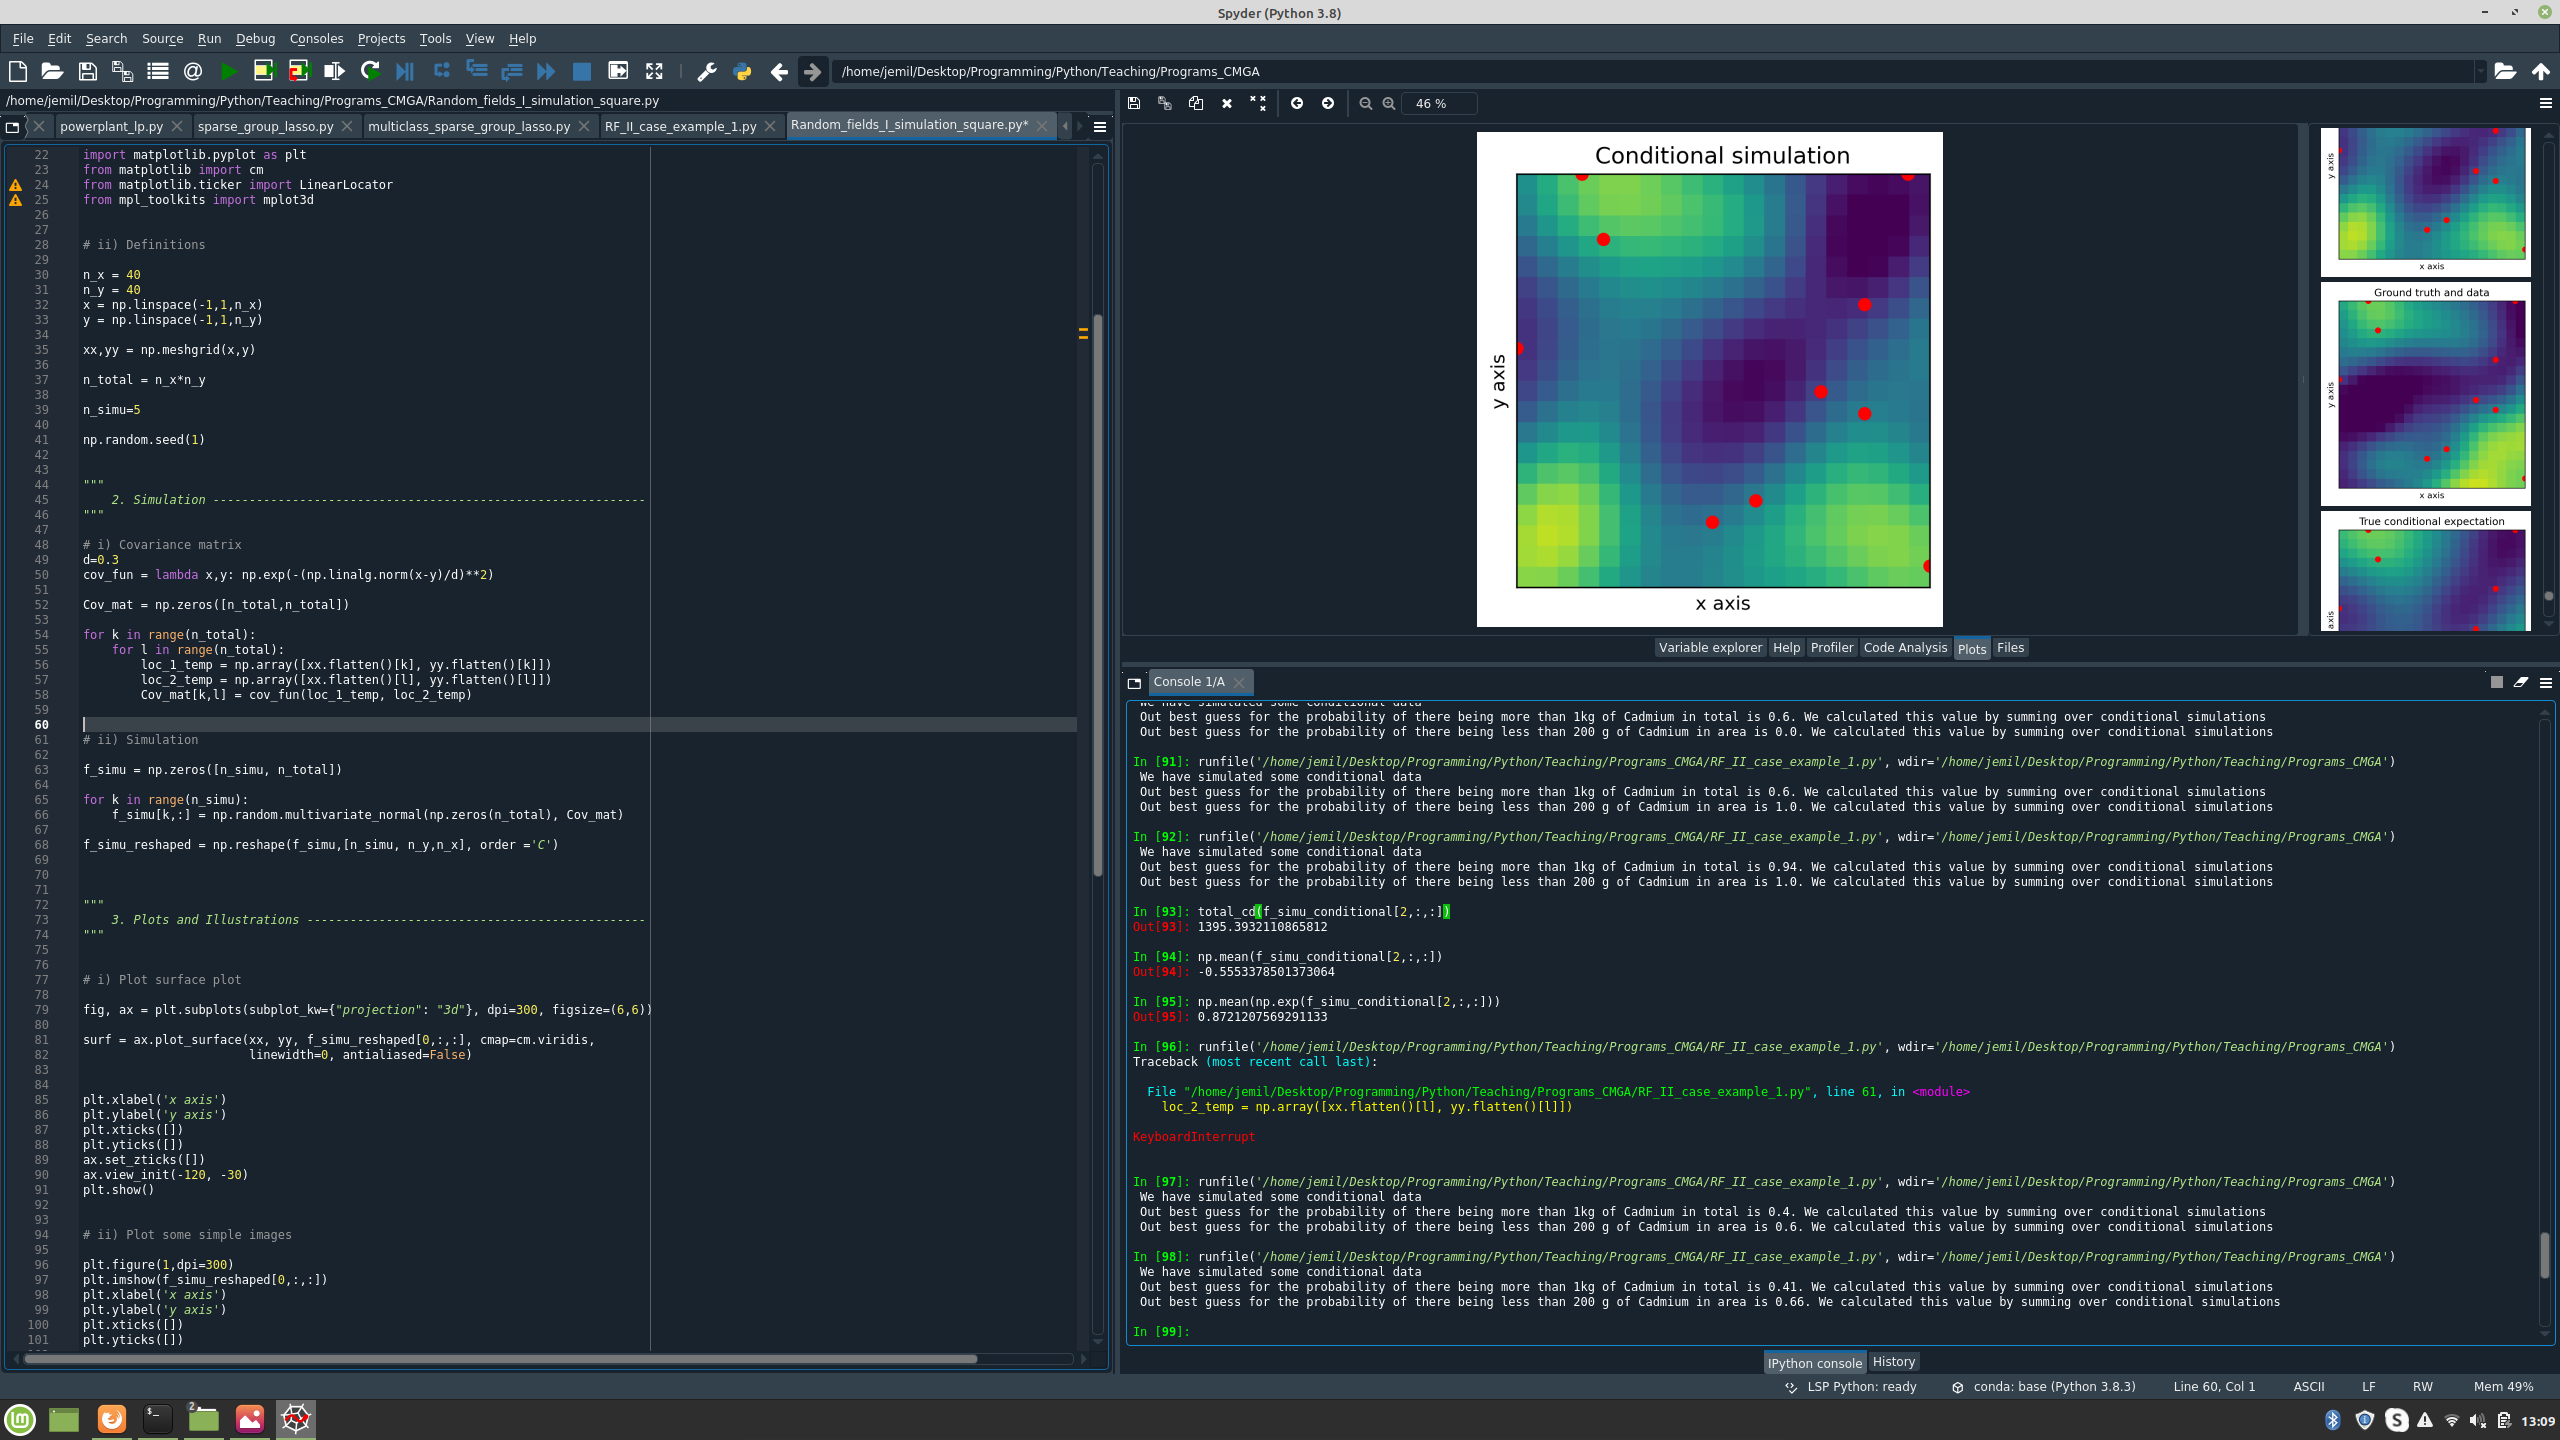 Spyder (Python 3.8)
File Edit Search Source Run Debug Consoles Projects Tools View Help
/home/jemil/Desktop/Programming/Python/Teaching/Programs_CMGA
/home/jemil/Desktop/Programming/Python/Teaching/Programs_CMGA/Random_fields_I_simulation_square.py
powerplant_lp.py sparse_group_lasso.py multiclass_sparse_group_lasso.py RF_II_case_example_1.py Random_fields_I_simulation_square.py*
22 import matplotlib.pyplot as plt
23 from matplotlib import cm
24 from matplotlib.ticker import LinearLocator
25 from mpl_toolkits import mplot3d
26
27
28 # ii) Definitions
29
30 n_x = 40
31 n_y = 40
32 x = np.linspace(-1,1,n_x)
33 y = np.linspace(-1,1,n_y)
34
35 xx,yy = np.meshgrid(x,y)
36
37 n_total = n_x*n_y
38
39 n_simu=5
40
41 np.random.seed(1)
42
43
44 """
45     2. Simulation ------------------------------------------------------------
46 """
47
48 # i) Covariance matrix
49 d=0.3
50 cov_fun = lambda x,y: np.exp(-(np.linalg.norm(x-y)/d)**2)
51
52 Cov_mat = np.zeros([n_total,n_total])
53
54 for k in range(n_total):
55     for l in range(n_total):
56         loc_1_temp = np.array([xx.flatten()[k], yy.flatten()[k]])
57         loc_2_temp = np.array([xx.flatten()[l], yy.flatten()[l]])
58         Cov_mat[k,l] = cov_fun(loc_1_temp, loc_2_temp)
59
60
61 # ii) Simulation
62
63 f_simu = np.zeros([n_simu, n_total])
64
65 for k in range(n_simu):
66     f_simu[k,:] = np.random.multivariate_normal(np.zeros(n_total), Cov_mat)
67
68 f_simu_reshaped = np.reshape(f_simu,[n_simu, n_y,n_x], order ='C')
69
70
71
72 """
73     3. Plots and Illustrations -----------------------------------------------
74 """
75
76
77 # i) Plot surface plot
78
79 fig, ax = plt.subplots(subplot_kw={"projection": "3d"}, dpi=300, figsize=(6,6))
80
81 surf = ax.plot_surface(xx, yy, f_simu_reshaped[0,:,:], cmap=cm.viridis,
82                        linewidth=0, antialiased=False)
83
84
85 plt.xlabel('x axis')
86 plt.ylabel('y axis')
87 plt.xticks([])
88 plt.yticks([])
89 ax.set_zticks([])
90 ax.view_init(-120, -30)
91 plt.show()
92
93
94 # ii) Plot some simple images
95
96 plt.figure(1,dpi=300)
97 plt.imshow(f_simu_reshaped[0,:,:])
98 plt.xlabel('x axis')
99 plt.ylabel('y axis')
100 plt.xticks([])
101 plt.yticks([])
46 %
Conditional simulation
y axis
x axis
y axis
x axis
Ground truth and data
y axis
x axis
True conditional expectation
axis
Variable explorer Help Profiler Code Analysis Plots Files
Console 1/A
We have simulated some conditional data
Out best guess for the probability of there being more than 1kg of Cadmium in total is 0.6. We calculated this value by summing over conditional simulations
Out best guess for the probability of there being less than 200 g of Cadmium in area is 0.0. We calculated this value by summing over conditional simulations
In [91]: runfile('/home/jemil/Desktop/Programming/Python/Teaching/Programs_CMGA/RF_II_case_example_1.py', wdir='/home/jemil/Desktop/Programming/Python/Teaching/Programs_CMGA')
We have simulated some conditional data
Out best guess for the probability of there being more than 1kg of Cadmium in total is 0.6. We calculated this value by summing over conditional simulations
Out best guess for the probability of there being less than 200 g of Cadmium in area is 1.0. We calculated this value by summing over conditional simulations
In [92]: runfile('/home/jemil/Desktop/Programming/Python/Teaching/Programs_CMGA/RF_II_case_example_1.py', wdir='/home/jemil/Desktop/Programming/Python/Teaching/Programs_CMGA')
We have simulated some conditional data
Out best guess for the probability of there being more than 1kg of Cadmium in total is 0.94. We calculated this value by summing over conditional simulations
Out best guess for the probability of there being less than 200 g of Cadmium in area is 1.0. We calculated this value by summing over conditional simulations
In [93]: total_cd(f_simu_conditional[2,:,:])
Out[93]: 1395.3932110865812
In [94]: np.mean(f_simu_conditional[2,:,:])
Out[94]: -0.5553378501373064
In [95]: np.mean(np.exp(f_simu_conditional[2,:,:]))
Out[95]: 0.8721207569291133
In [96]: runfile('/home/jemil/Desktop/Programming/Python/Teaching/Programs_CMGA/RF_II_case_example_1.py', wdir='/home/jemil/Desktop/Programming/Python/Teaching/Programs_CMGA')
Traceback (most recent call last):
File "/home/jemil/Desktop/Programming/Python/Teaching/Programs_CMGA/RF_II_case_example_1.py", line 61, in <module>
loc_2_temp = np.array([xx.flatten()[l], yy.flatten()[l]])
KeyboardInterrupt
In [97]: runfile('/home/jemil/Desktop/Programming/Python/Teaching/Programs_CMGA/RF_II_case_example_1.py', wdir='/home/jemil/Desktop/Programming/Python/Teaching/Programs_CMGA')
We have simulated some conditional data
Out best guess for the probability of there being more than 1kg of Cadmium in total is 0.4. We calculated this value by summing over conditional simulations
Out best guess for the probability of there being less than 200 g of Cadmium in area is 0.6. We calculated this value by summing over conditional simulations
In [98]: runfile('/home/jemil/Desktop/Programming/Python/Teaching/Programs_CMGA/RF_II_case_example_1.py', wdir='/home/jemil/Desktop/Programming/Python/Teaching/Programs_CMGA')
We have simulated some conditional data
Out best guess for the probability of there being more than 1kg of Cadmium in total is 0.41. We calculated this value by summing over conditional simulations
Out best guess for the probability of there being less than 200 g of Cadmium in area is 0.66. We calculated this value by summing over conditional simulations
In [99]:
IPython console History
LSP Python: ready conda: base (Python 3.8.3) Line 60, Col 1 ASCII LF RW Mem 49%
2
13:09